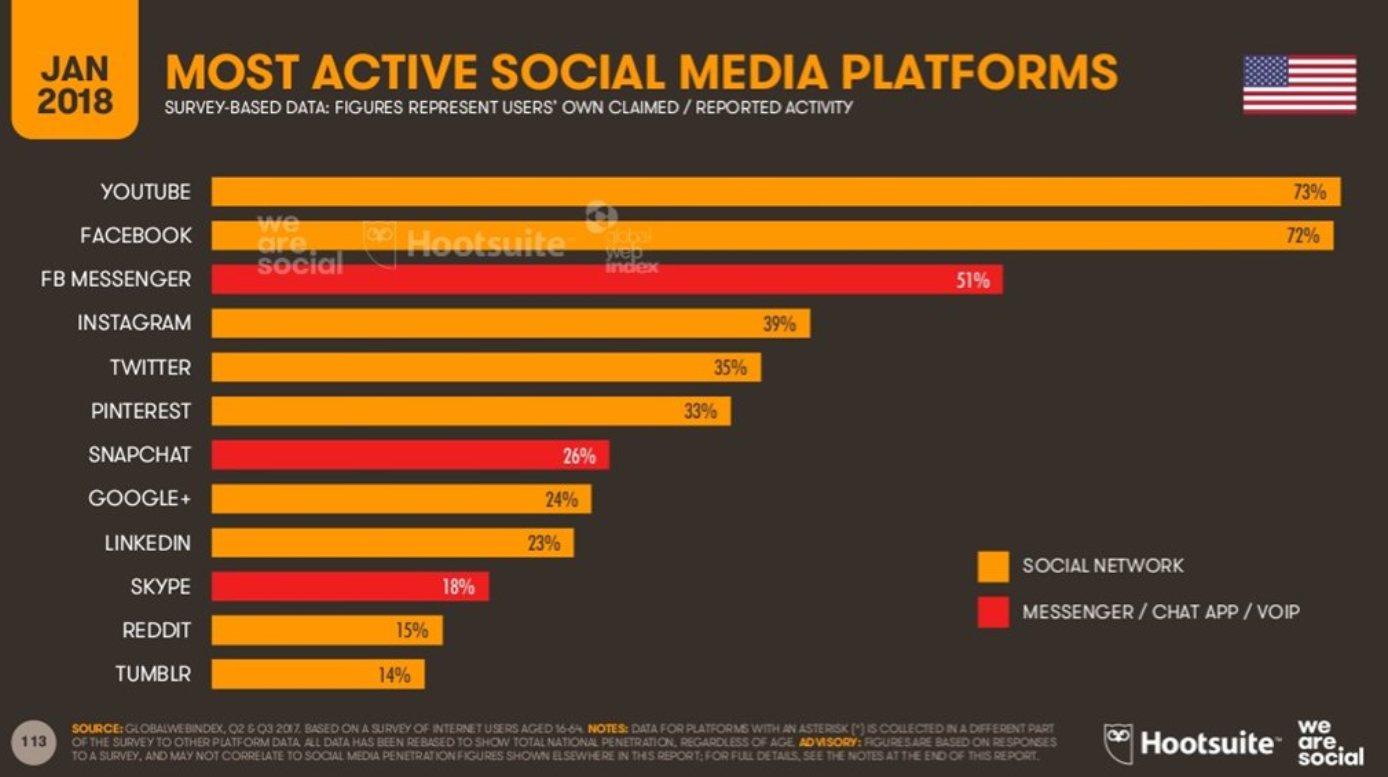 JAN
2018
MOST ACTIVE SOCIAL MEDIA PLATFORMS
SURVEY-BASED DATA: FIGURES REPRESENT USERS' OWN CLAIMED / REPORTED ACTIVITY
YOUTUBE 73%
FACEBOOK 72%
we
are.
social
Hootsuite™
global
web
index
FB MESSENGER 51%
INSTAGRAM 39%
TWITTER 35%
PINTEREST 33%
SNAPCHAT 26%
GOOGLE+ 24%
LINKEDIN 23%
SKYPE 18%
REDDIT 15%
TUMBLR 14%
SOCIAL NETWORK
MESSENGER / CHAT APP / VOIP
113
SOURCE: GLOBALWEBINDEX, Q2 & Q3 2017. BASED ON A SURVEY OF INTERNET USERS AGED 16-64. NOTES: DATA FOR PLATFORMS WITH AN ASTERISK (*) IS COLLECTED IN A DIFFERENT PART
OF THE SURVEY TO OTHER PLATFORM DATA. ALL DATA HAS BEEN REBASED TO SHOW TOTAL NATIONAL PENETRATION, REGARDLESS OF AGE. ADVISORY: FIGURES ARE BASED ON RESPONSES
TO A SURVEY, AND MAY NOT CORRELATE TO SOCIAL MEDIA PENETRATION FIGURES SHOWN ELSEWHERE IN THIS REPORT; FOR FULL DETAILS, SEE THE NOTES AT THE END OF THIS REPORT.
Hootsuite™
we
are.
social